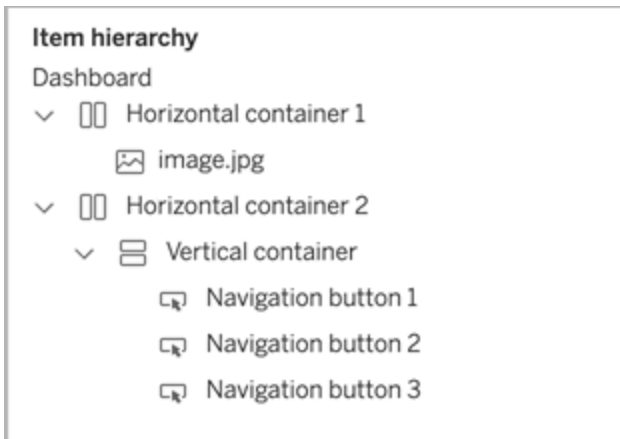 Item hierarchy
Dashboard
Horizontal container 1
image.jpg
Horizontal container 2
Vertical container
Navigation button 1
Navigation button 2
Navigation button 3